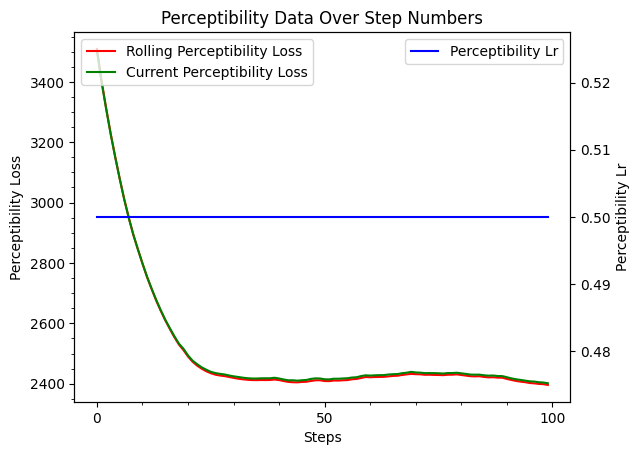 Perceptibility Data Over Step Numbers
Rolling Perceptibility Loss
Current Perceptibility Loss
Perceptibility Lr
Perceptibility Loss
3400
3200
3000
2800
2600
2400
0.52
0.51
0.50
0.49
0.48
Perceptibility Lr
0
50
100
Steps